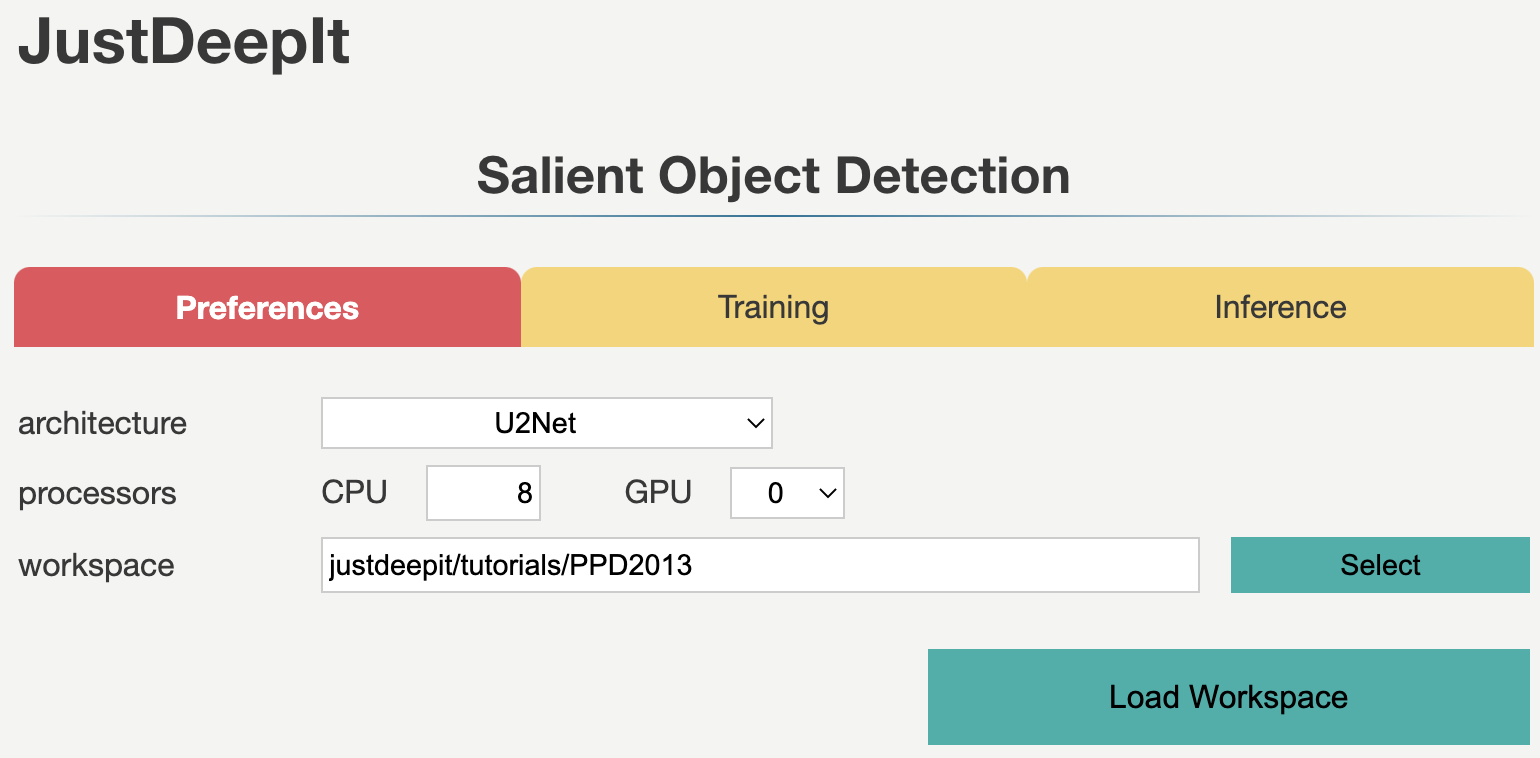 JustDeepIt
Salient Object Detection
Preferences Training Inference
architecture U2Net
processors CPU 8 GPU 0
workspace justdeepit/tutorials/PPD2013 Select
Load Workspace